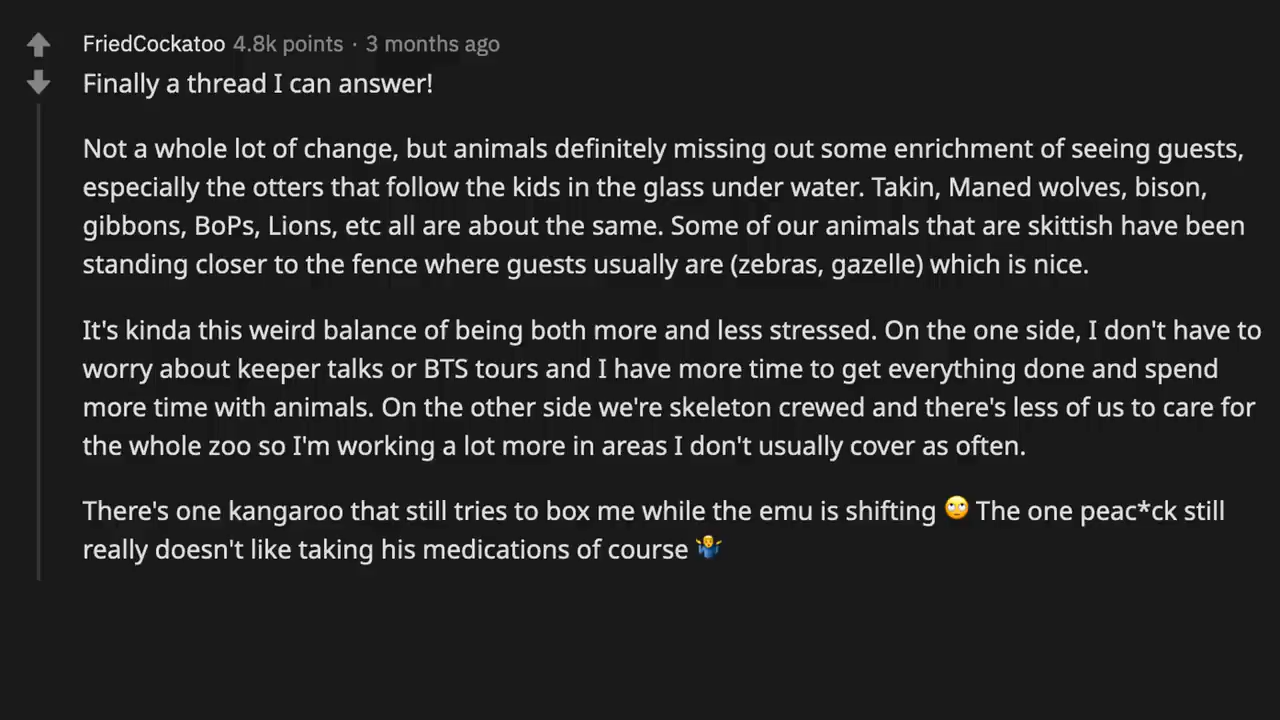 FriedCockatoo 4.8k points · 3 months ago
Finally a thread I can answer!
Not a whole lot of change, but animals definitely missing out some enrichment of seeing guests,
especially the otters that follow the kids in the glass under water. Takin, Maned wolves, bison,
gibbons, BoPs, Lions, etc all are about the same. Some of our animals that are skittish have been
standing closer to the fence where guests usually are (zebras, gazelle) which is nice.
It's kinda this weird balance of being both more and less stressed. On the one side, I don't have to
worry about keeper talks or BTS tours and I have more time to get everything done and spend
more time with animals. On the other side we're skeleton crewed and there's less of us to care for
the whole zoo so I'm working a lot more in areas I don't usually cover as often.
There's one kangaroo that still tries to box me while the emu is shifting 🙄 The one peac*ck still
really doesn't like taking his medications of course 🤷‍♂️